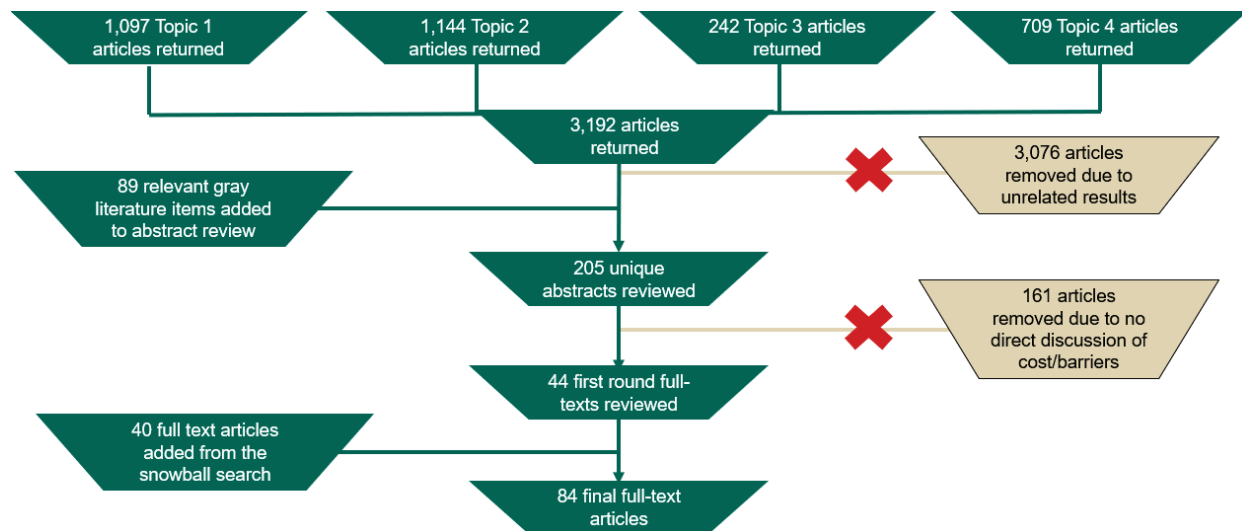 1,097 Topic 1
articles returned
1,144 Topic 2
articles returned
242 Topic 3 articles
returned
709 Topic 4 articles
returned
3,192 articles
returned
3,076 articles
removed due to
unrelated results
89 relevant gray
literature items added
to abstract review
205 unique
abstracts reviewed
161 articles
removed due to no
direct discussion of
cost/barriers
44 first round full-
texts reviewed
40 full text articles
added from the
snowball search
84 final full-text
articles